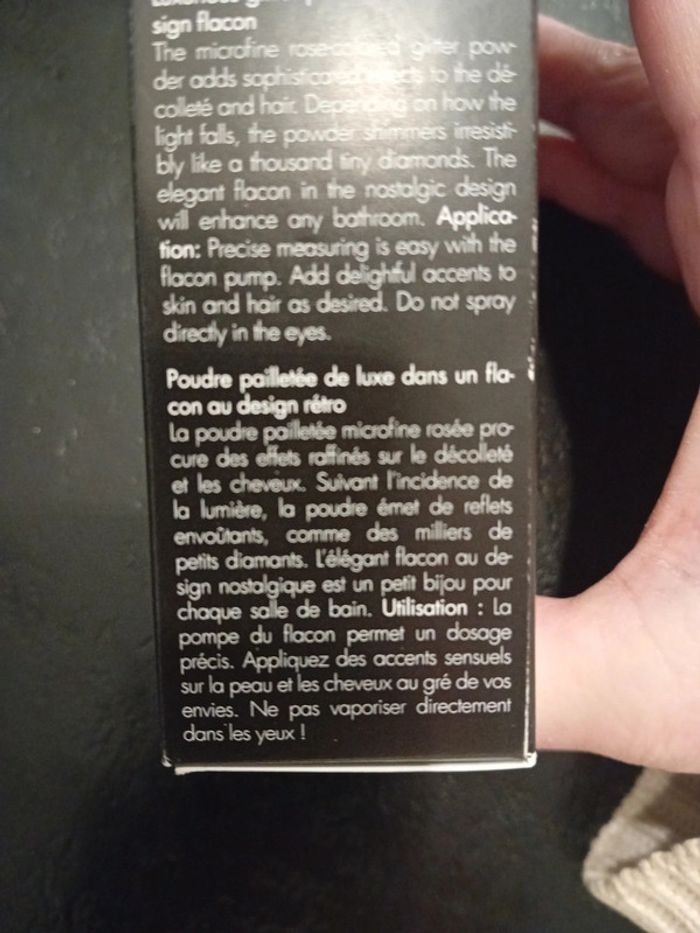 sign flacon
The microfine rose-colored glitter pow-
der adds sophisticated effects to the dé-
colleté and hair. Depending on how the
light falls, the powder shimmers irresisti-
bly like a thousand tiny diamonds. The
elegant flacon in the nostalgic design
will enhance any bathroom. Applica-
tion: Precise measuring is easy with the
flacon pump. Add delightful accents to
skin and hair as desired. Do not spray
directly in the eyes.
Poudre pailletée de luxe dans un fla-
con au design rétro
La poudre pailletée microfine rosée pro-
cure des effets raffinés sur le décolleté
et les cheveux. Suivant l'incidence de
la lumière, la poudre émet de reflets
envoûtants, comme des milliers de
petits diamants. L'élégant flacon au de-
sign nostalgique est un petit bijou pour
chaque salle de bain. Utilisation : La
pompe du flacon permet un dosage
précis. Appliquez des accents sensuels
sur la peau et les cheveux au gré de vos
envies. Ne pas vaporiser directement
dans les yeux !